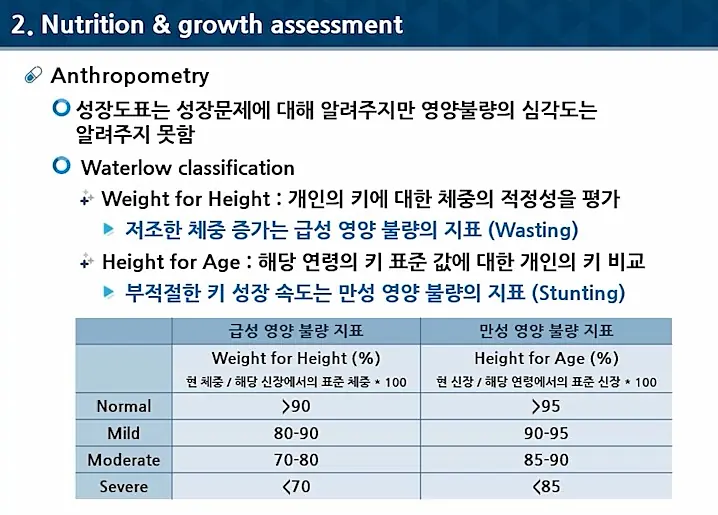 2. Nutrition & growth assessment
Anthropometry
성장도표는 성장문제에 대해 알려주지만 영양불량의 심각도는
알려주지 못함
Waterlow classification
Weight for Height : 개인의 키에 대한 체중의 적정성을 평가
저조한 체중 증가는 급성 영양 불량의 지표 (Wasting)
Height for Age : 해당 연령의 키 표준 값에 대한 개인의 키 비교
부적절한 키 성장 속도는 만성 영양 불량의 지표 (Stunting)
급성 영양 불량 지표 만성 영양 불량 지표
Weight for Height (%) Height for Age (%)
현 체중 / 해당 신장에서의 표준 체중 * 100 현 신장 / 해당 연령에서의 표준 신장 * 100
Normal >90 >95
Mild 80-90 90-95
Moderate 70-80 85-90
Severe <70 <85